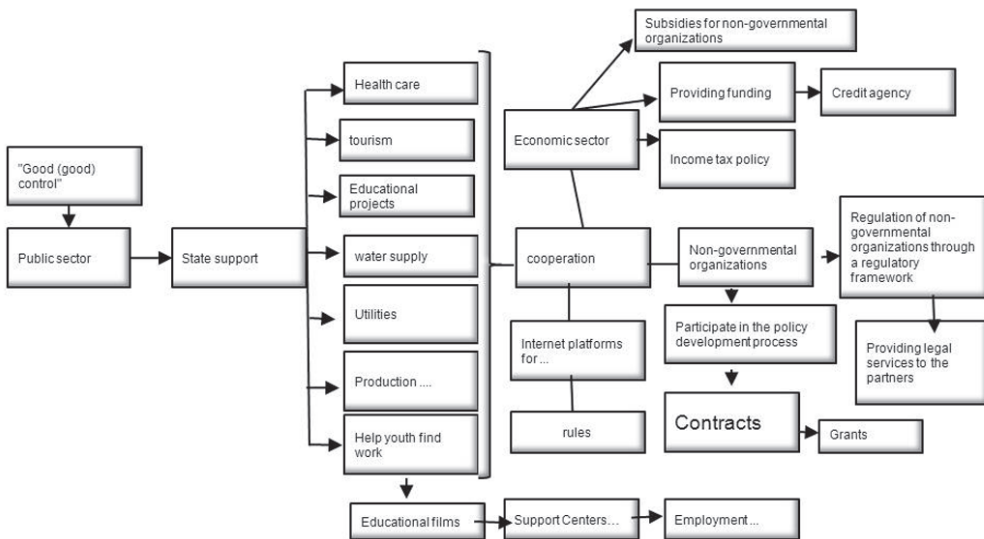 Subsidies for non-governmental
organizations
Health care
Providing funding
Credit agency
tourism
Economic sector
Income tax policy
"Good (good)
control"
Educational
projects
Public sector
State support
water supply
cooperation
Non-governmental
organizations
Regulation of non-
governmental
organizations through
a regulatory
framework
Utilities
Internet platforms
for ...
Participate in the policy
development process
Providing legal
services to the
partners
Production ....
Help youth find
work
rules
Contracts
Grants
Educational films
Support Centers...
Employment ...